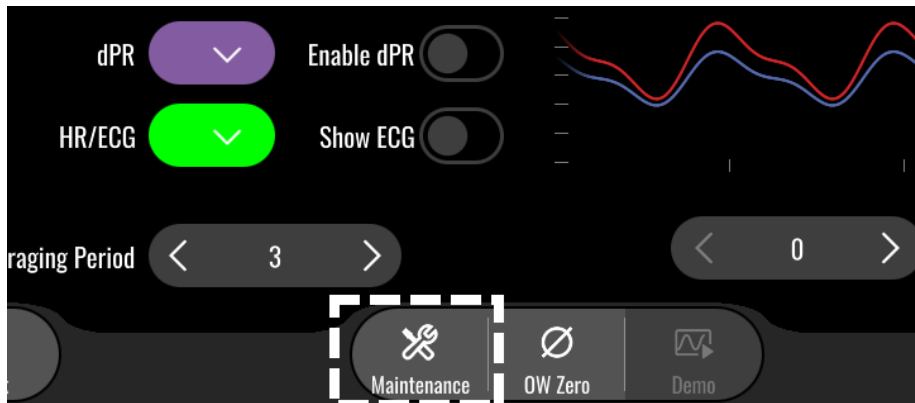 dPR Enable dPR
HR/ECG Show ECG
raging Period 3 0
Maintenance OW Zero Demo